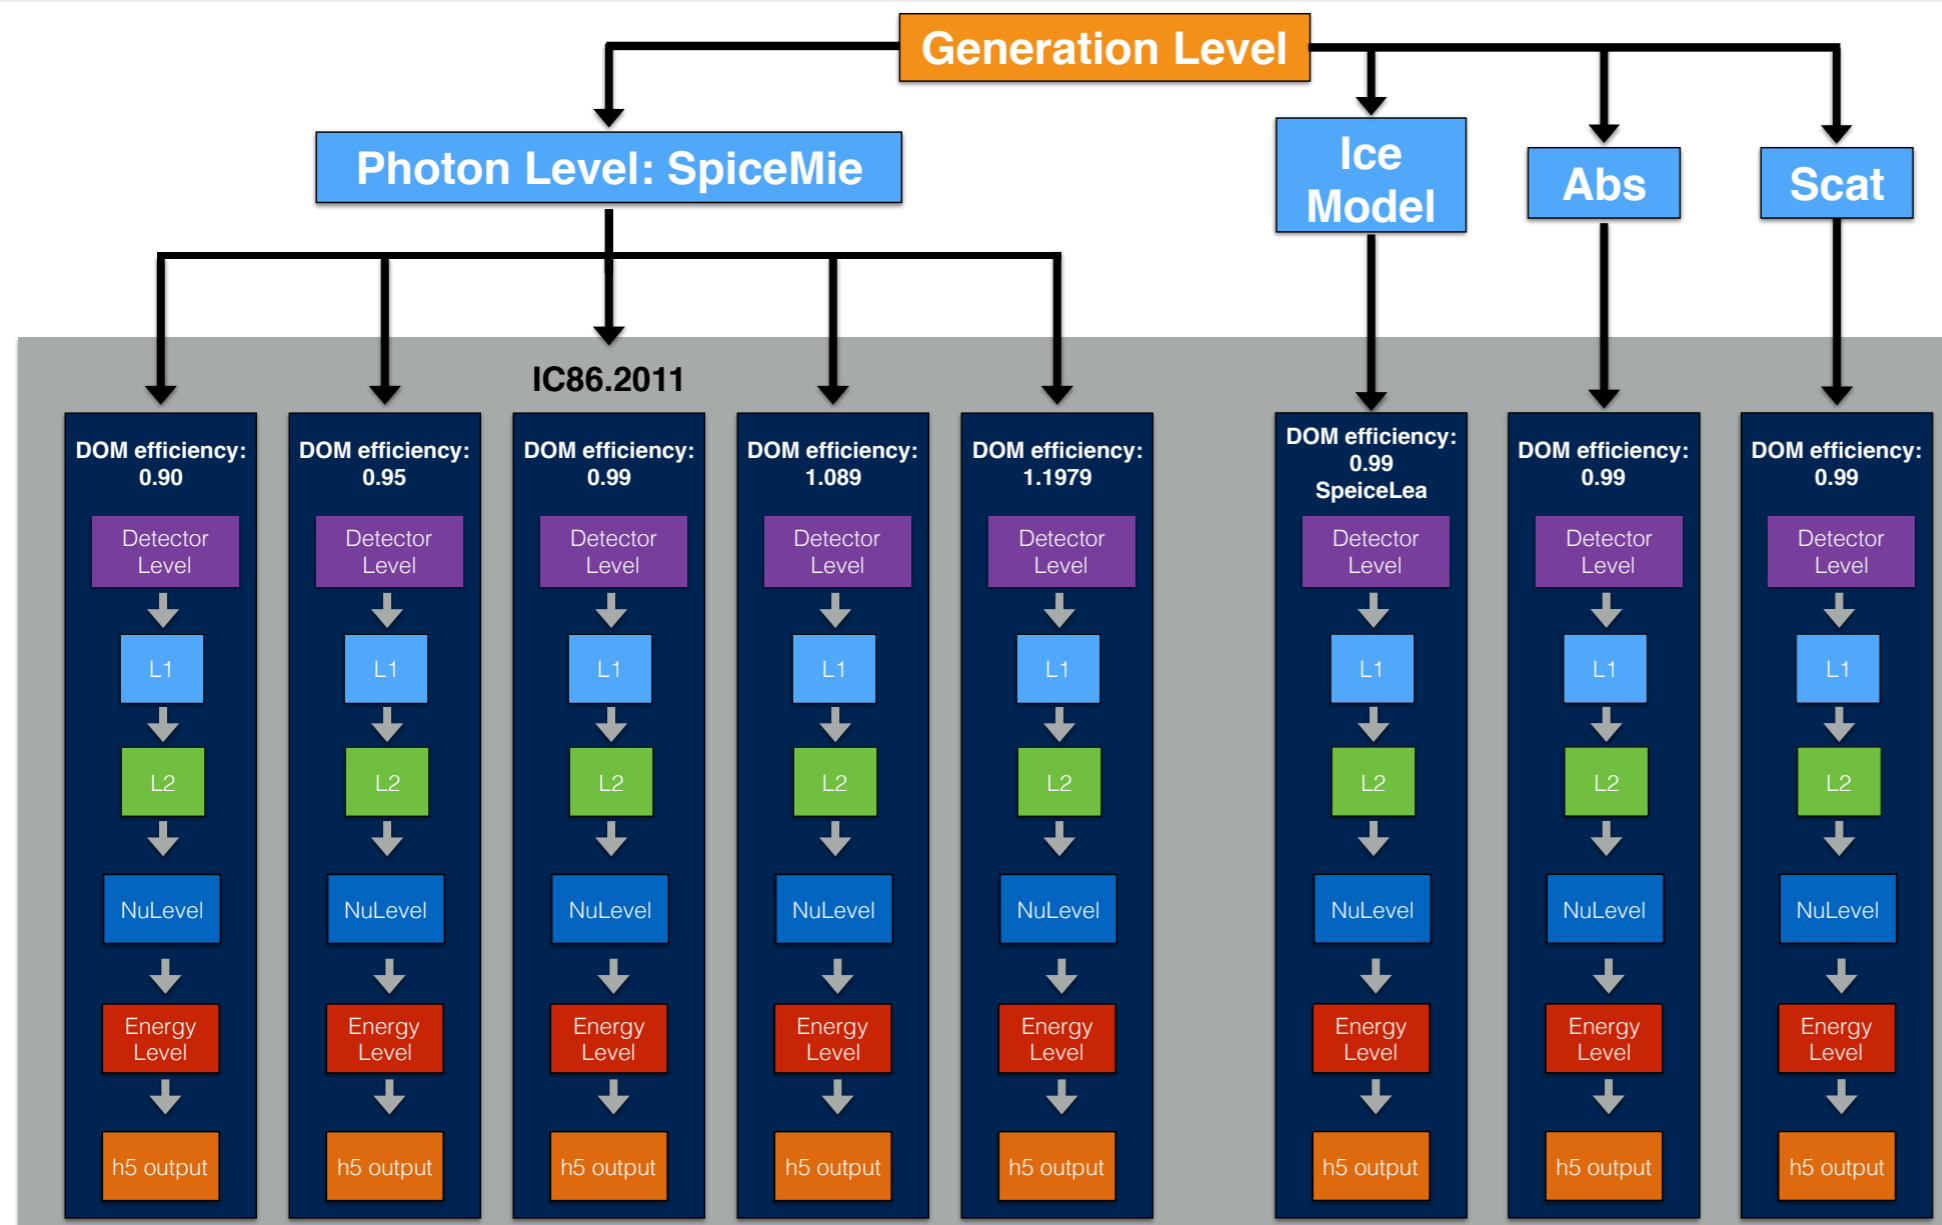 Generation Level
Photon Level: SpiceMie
Ice
Model
Abs
Scat
IC86.2011
DOM efficiency:
0.90
Detector
Level
L1
L2
NuLevel
Energy
Level
h5 output
DOM efficiency:
0.95
Detector
Level
L1
L2
NuLevel
Energy
Level
h5 output
DOM efficiency:
0.99
Detector
Level
L1
L2
NuLevel
Energy
Level
h5 output
DOM efficiency:
1.089
Detector
Level
L1
L2
NuLevel
Energy
Level
h5 output
DOM efficiency:
1.1979
Detector
Level
L1
L2
NuLevel
Energy
Level
h5 output
DOM efficiency:
0.99
SpeiceLea
Detector
Level
L1
L2
NuLevel
Energy
Level
h5 output
DOM efficiency:
0.99
Detector
Level
L1
L2
NuLevel
Energy
Level
h5 output
DOM efficiency:
0.99
Detector
Level
L1
L2
NuLevel
Energy
Level
h5 output